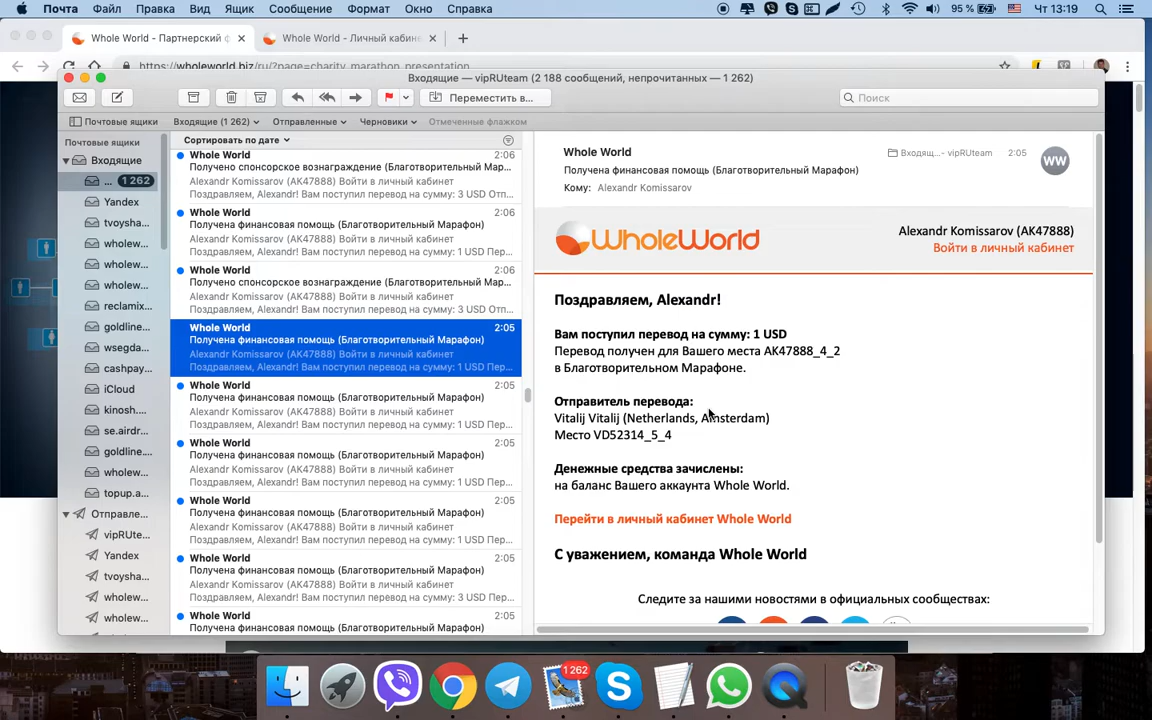 Почта Файл Правка Вид Ящик Сообщение Формат Окно Справка
95 % Чт 13:19
Whole World - Партнерский ф
Whole World - Личный кабин
https://wholeworld.biz/ru/?page=charity_marathon_presentation
Входящие — vipRUteam (2 188 сообщений, непрочитанных — 1 262)
Переместить в...
Поиск
Почтовые ящики Входящие (1 262) Отправленные Черновики Отмеченные флажком
Почтовые ящики
Входящие
... 1 262
Yandex
tvoysha...
wholew...
wholew...
wholew...
reclamix...
goldline...
wsegda...
cashpay...
iCloud
kinosh...
se.airdr...
goldline....
wholew...
topup.a...
Отправле...
vipRUte...
Yandex
tvoysha...
wholew...
wholew...
Сортировать по дате
Whole World 2:06
Получено спонсорское вознаграждение (Благотворительный Мар...
Alexandr Komissarov (AK47888) Войти в личный кабинет
Поздравляем, Alexandr! Вам поступил перевод на сумму: 3 USD Отп...
Whole World 2:06
Получена финансовая помощь (Благотворительный Марафон)
Alexandr Komissarov (AK47888) Войти в личный кабинет
Поздравляем, Alexandr! Вам поступил перевод на сумму: 1 USD Пер...
Whole World 2:06
Получено спонсорское вознаграждение (Благотворительный Мар...
Alexandr Komissarov (AK47888) Войти в личный кабинет
Поздравляем, Alexandr! Вам поступил перевод на сумму: 3 USD Отп...
Whole World 2:05
Получена финансовая помощь (Благотворительный Марафон)
Alexandr Komissarov (AK47888) Войти в личный кабинет
Поздравляем, Alexandr! Вам поступил перевод на сумму: 1 USD Пер...
Whole World 2:05
Получена финансовая помощь (Благотворительный Марафон)
Alexandr Komissarov (AK47888) Войти в личный кабинет
Поздравляем, Alexandr! Вам поступил перевод на сумму: 1 USD Пер...
Whole World 2:05
Получена финансовая помощь (Благотворительный Марафон)
Alexandr Komissarov (AK47888) Войти в личный кабинет
Поздравляем, Alexandr! Вам поступил перевод на сумму: 1 USD Пер...
Whole World 2:05
Получена финансовая помощь (Благотворительный Марафон)
Alexandr Komissarov (AK47888) Войти в личный кабинет
Поздравляем, Alexandr! Вам поступил перевод на сумму: 1 USD Пер...
Whole World 2:05
Получена финансовая помощь (Благотворительный Марафон)
Alexandr Komissarov (AK47888) Войти в личный кабинет
Поздравляем, Alexandr! Вам поступил перевод на сумму: 3 USD Пер...
Whole World 2:05
Получена финансовая помощь (Благотворительный Марафон)
Whole World Входящ...- vipRUteam 2:05
WW
Получена финансовая помощь (Благотворительный Марафон)
Кому: Alexandr Komissarov
WholeWorld
Alexandr Komissarov (AK47888)
Войти в личный кабинет
Поздравляем, Alexandr!
Вам поступил перевод на сумму: 1 USD
Перевод получен для Вашего места AK47888_4_2
в Благотворительном Марафоне.
Отправитель перевода:
Vitalij Vitalij (Netherlands, Amsterdam)
Место VD52314_5_4
Денежные средства зачислены:
на баланс Вашего аккаунта Whole World.
Перейти в личный кабинет Whole World
С уважением, команда Whole World
Следите за нашими новостями в официальных сообществах:
1 262